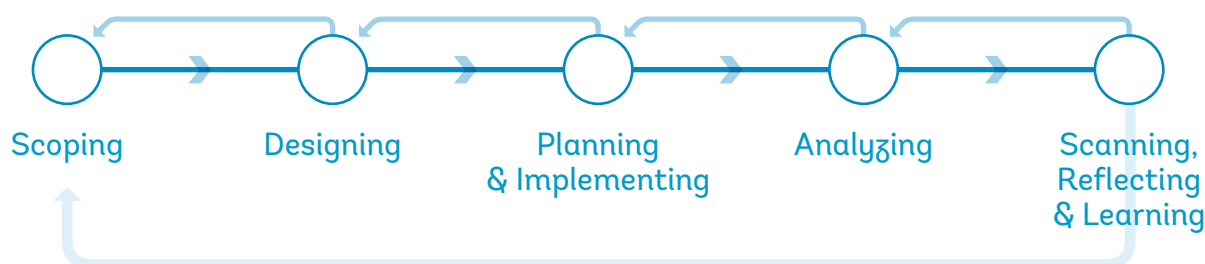 Scoping
Designing
Planning
& Implementing
Analyzing
Scanning,
Reflecting
& Learning